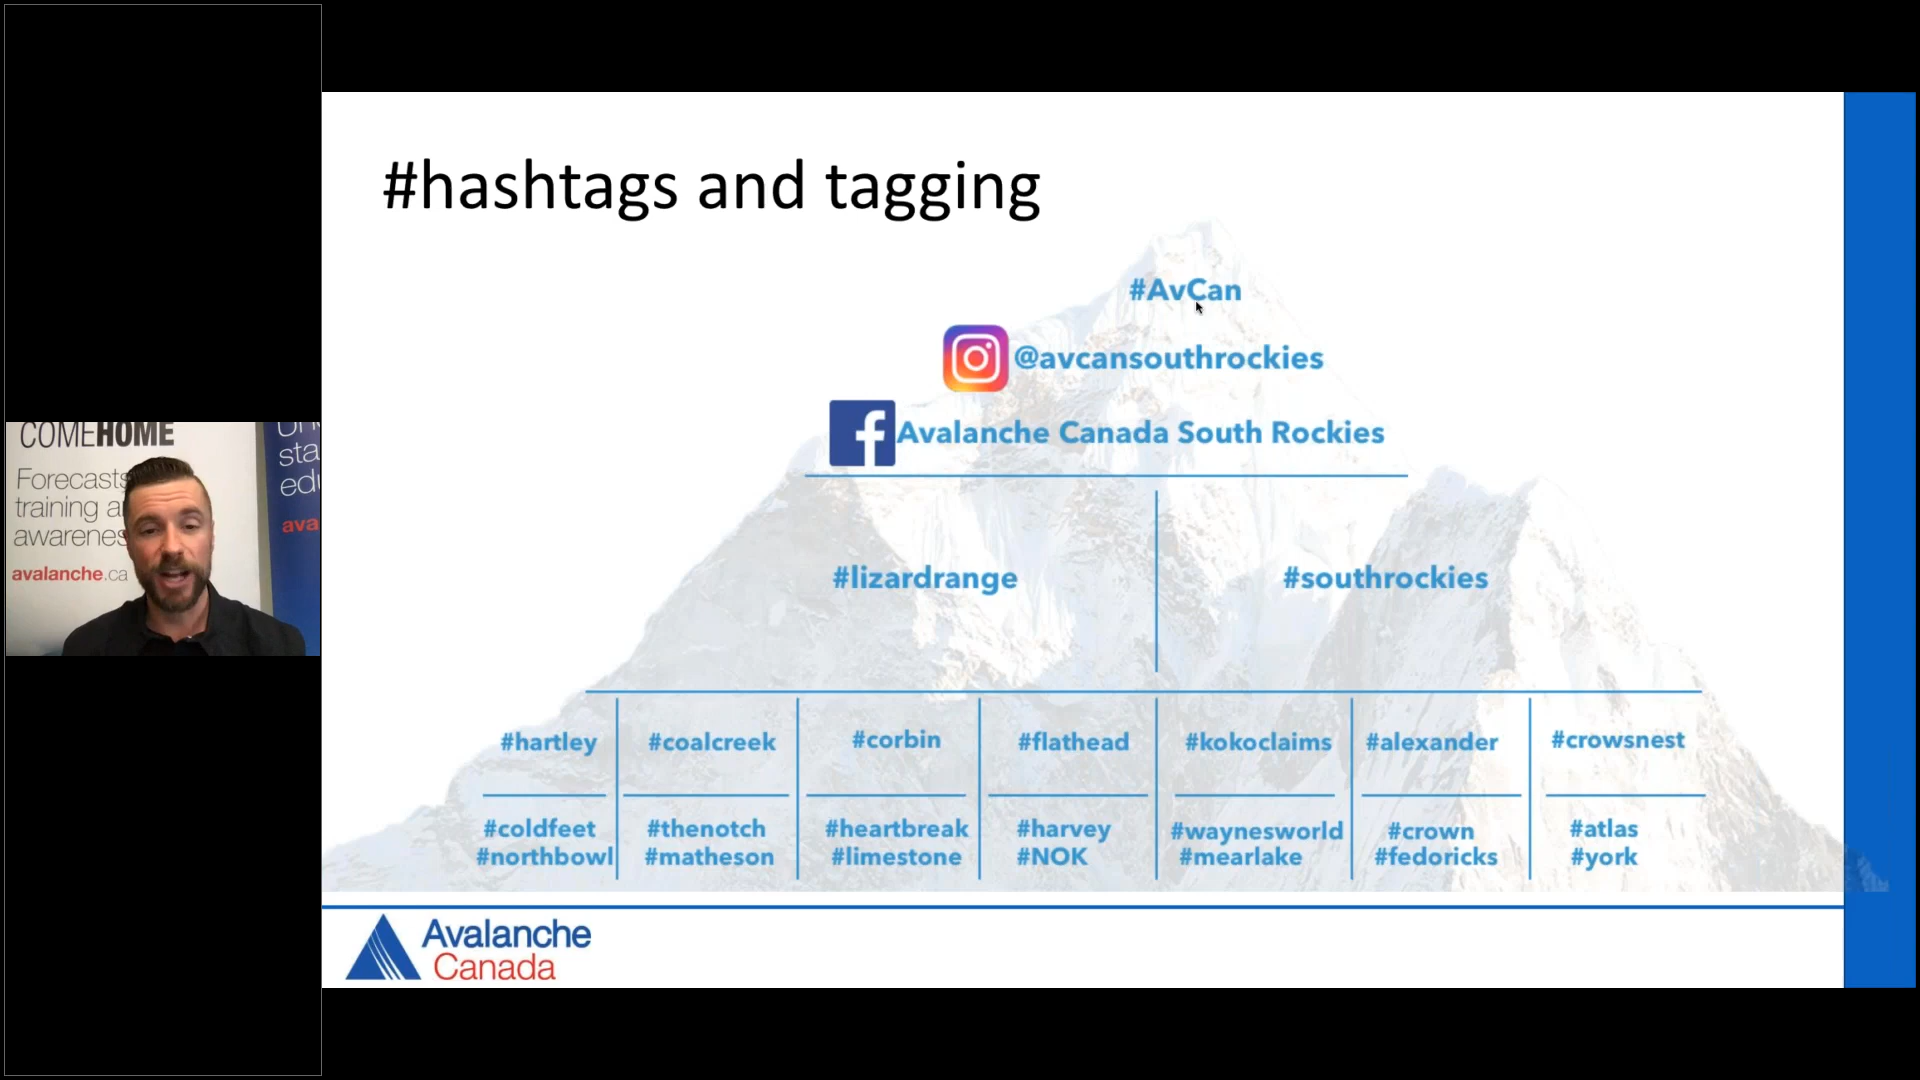 COMEHOME
Forecasts
training a
awarenes
avalanche.ca
sta
ava
#hashtags and tagging
#AvCan
@avcansouthrockies
Avalanche Canada South Rockies
#lizardrange
#southrockies
#hartley
#coalcreek
#corbin
#flathead
#kokoclaims
#alexander
#crowsnest
#coldfeet
#northbowl
#thenotch
#matheson
#heartbreak
#limestone
#harvey
#NOK
#waynesworld
#mearlake
#crown
#fedoricks
#atlas
#york
Avalanche
Canada